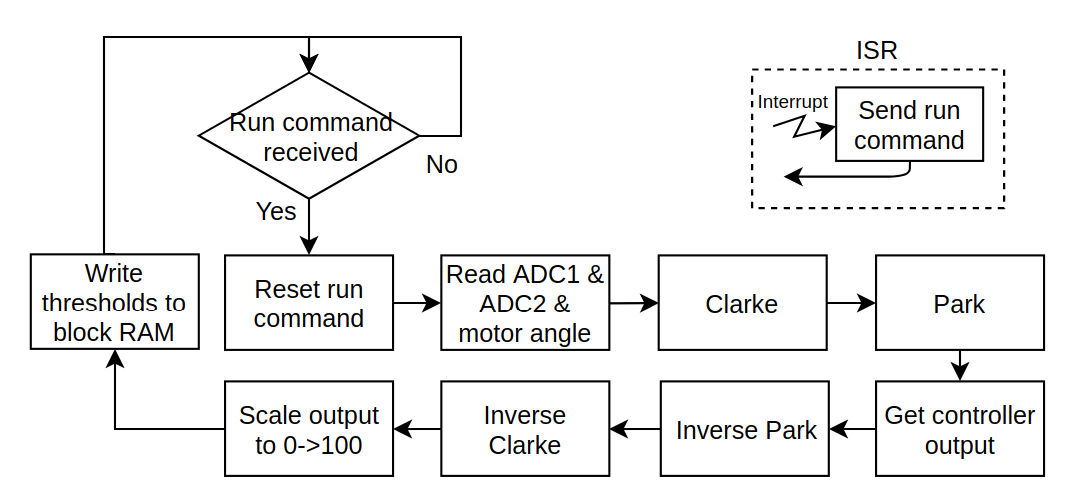 ISR
Interrupt
Send run
command
Run command
received
No
Yes
Write
thresholds to
block RAM
Reset run
command
Read ADC1 &
ADC2 &
motor angle
Clarke
Park
Scale output
to 0->100
Inverse
Clarke
Inverse Park
Get controller
output